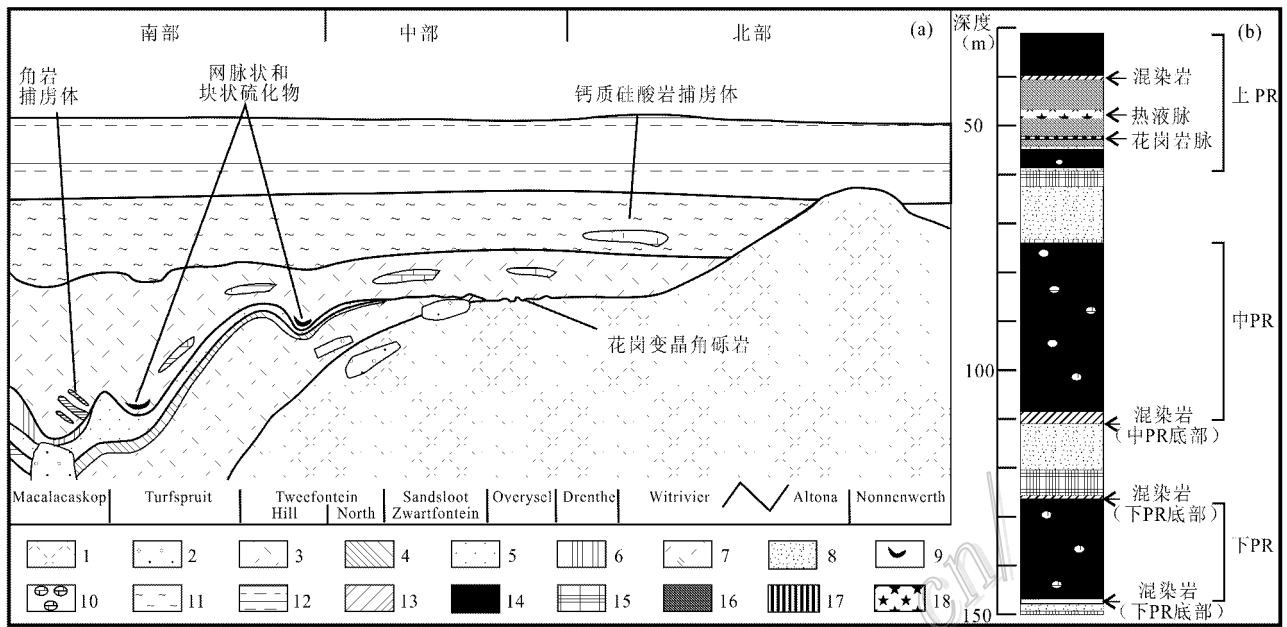 南部
中部
北部
(a)
角岩
捕虏体
网脉状和
块状硫化物
钙质硅酸岩捕虏体
花岗变晶角砾岩
Macalacaskop
Turfspruit
Tweefontein
Hill
North
Sandsloot
Zwartfontein
Overysel
Drenthe
Witrivier
Altona
Nonnenwerth
1
2
3
4
5
6
7
8
9
10
11
12
13
14
15
16
17
18
深度
(m)
(b)
50
100
150
混染岩
热液脉
花岗岩脉
上PR
中PR
混染岩
(中PR底部)
混染岩
(下PR底部)
下PR
混染岩
(下PR底部)
cn/